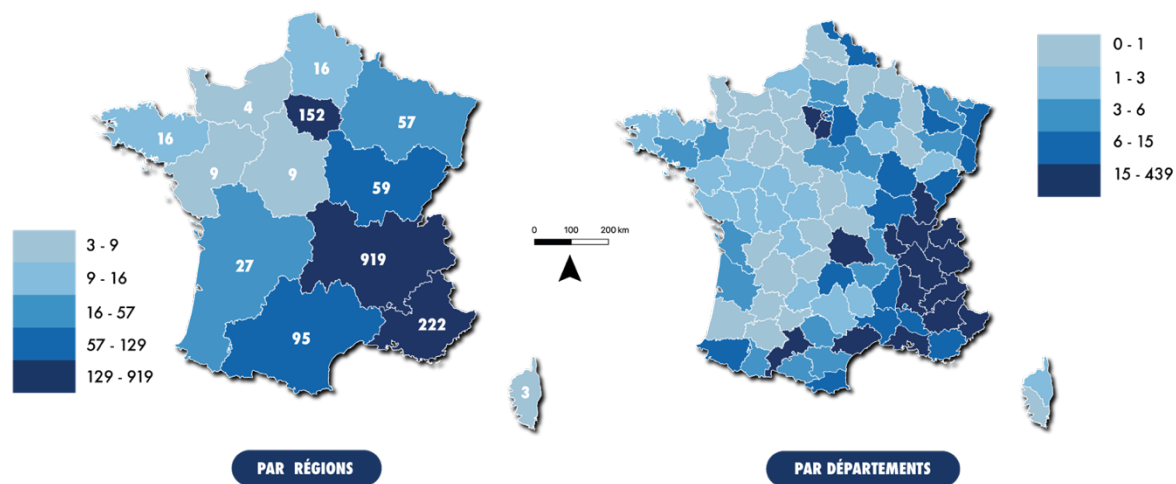 16
4
152
57
16
9
9
59
27
919
95
222
3
3 - 9
9 - 16
16 - 57
57 - 129
129 - 919
0 100 200 km
0 - 1
1 - 3
3 - 6
6 - 15
15 - 439
PAR RÉGIONS
PAR DÉPARTEMENTS